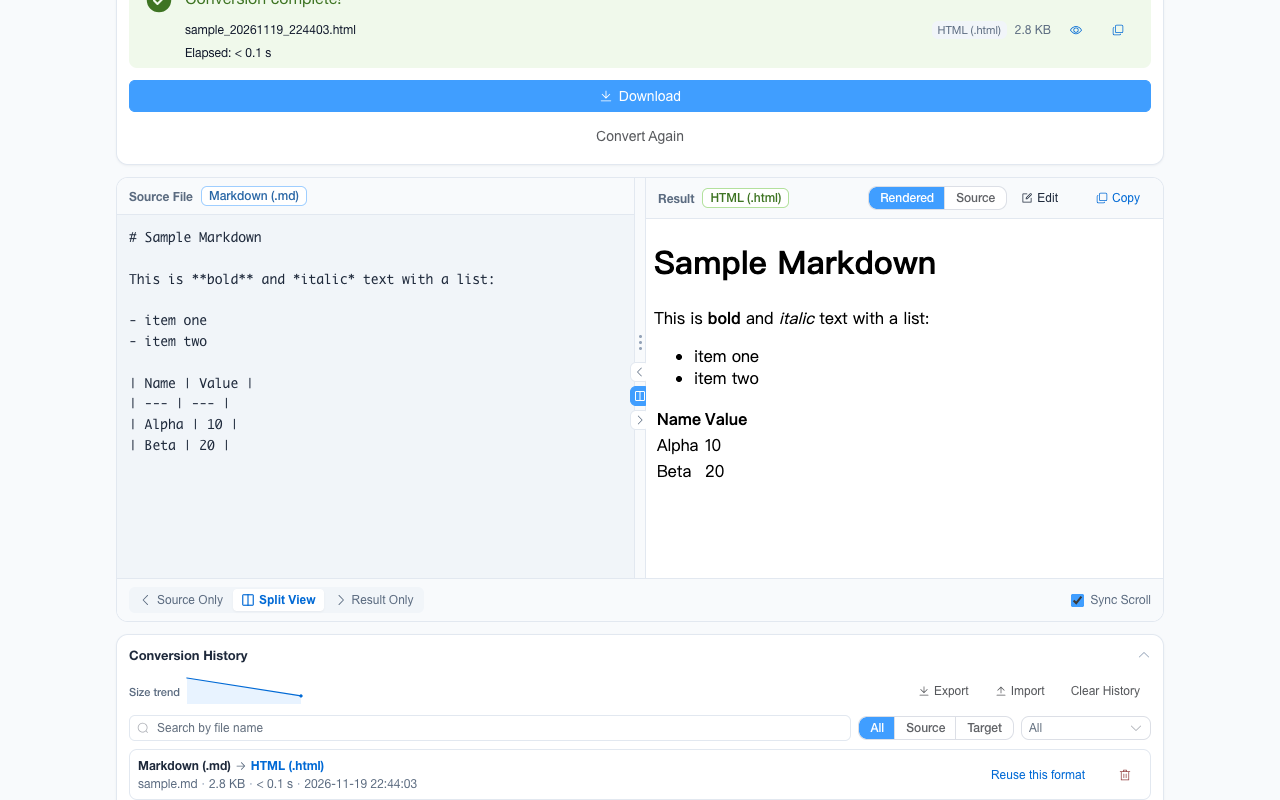 Conversion complete!
sample_20261119_224403.html HTML (.html) 2.8 KB
Elapsed: < 0.1 s
Download
Convert Again
Source File Markdown (.md)
# Sample Markdown
This is **bold** and *italic* text with a list:
- item one
- item two
| Name | Value |
| --- | --- |
| Alpha | 10 |
| Beta | 20 |
Result HTML (.html) Rendered Source Edit Copy
Sample Markdown
This is bold and italic text with a list:
• item one
• item two
Name Value
Alpha 10
Beta 20
Source Only Split View Result Only Sync Scroll
Conversion History
Size trend Export Import Clear History
Search by file name All Source Target All
Markdown (.md) → HTML (.html)
sample.md · 2.8 KB · < 0.1 s · 2026-11-19 22:44:03
Reuse this format